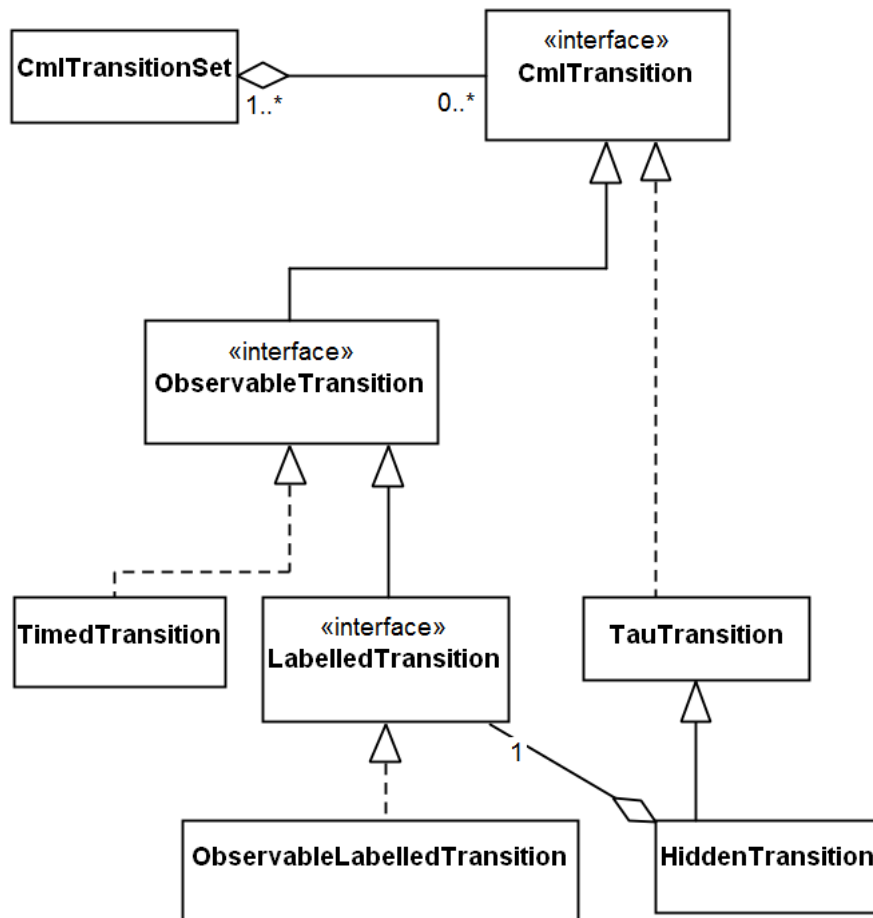 CmlTransitionSet
1..*
0..*
«interface»
CmlTransition
«interface»
ObservableTransition
TimedTransition
«interface»
LabelledTransition
TauTransition
1
ObservableLabelledTransition
HiddenTransition